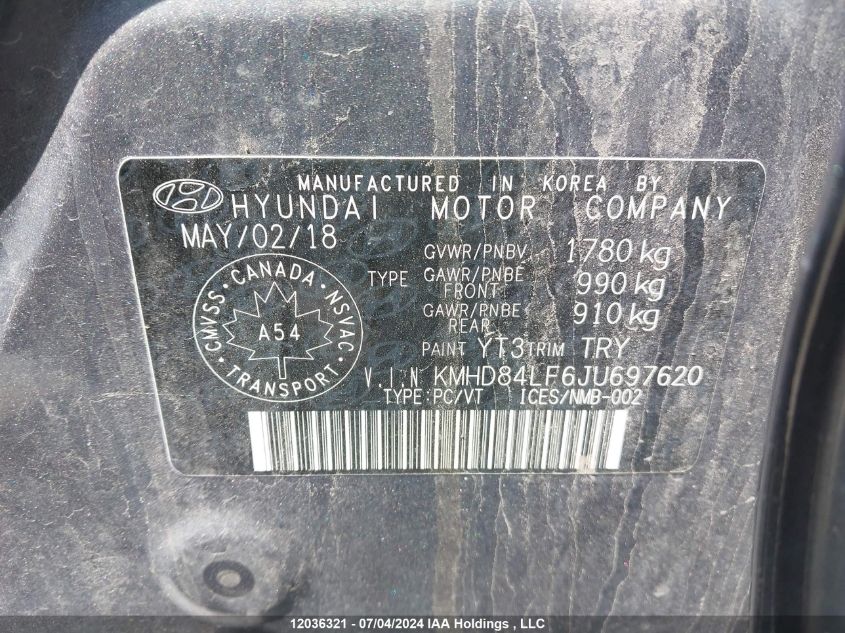 MANUFACTURED IN KOREA BY
HYUNDAI MOTOR COMPANY
MAY/02/18
GVWR/PNBV 1780 kg
TYPE GAWR/PNBE FRONT 990 kg
GAWR/PNBE REAR 910 kg
CANADA · NSVAC · TRANSPORT · CMVSS ·
A54
PAINT YT3 TRIM TRY
V.I.N KMHD84LF6JU697620
TYPE:PC/VT ICES/NMB-002
12036321 - 07/04/2024 IAA Holdings , LLC